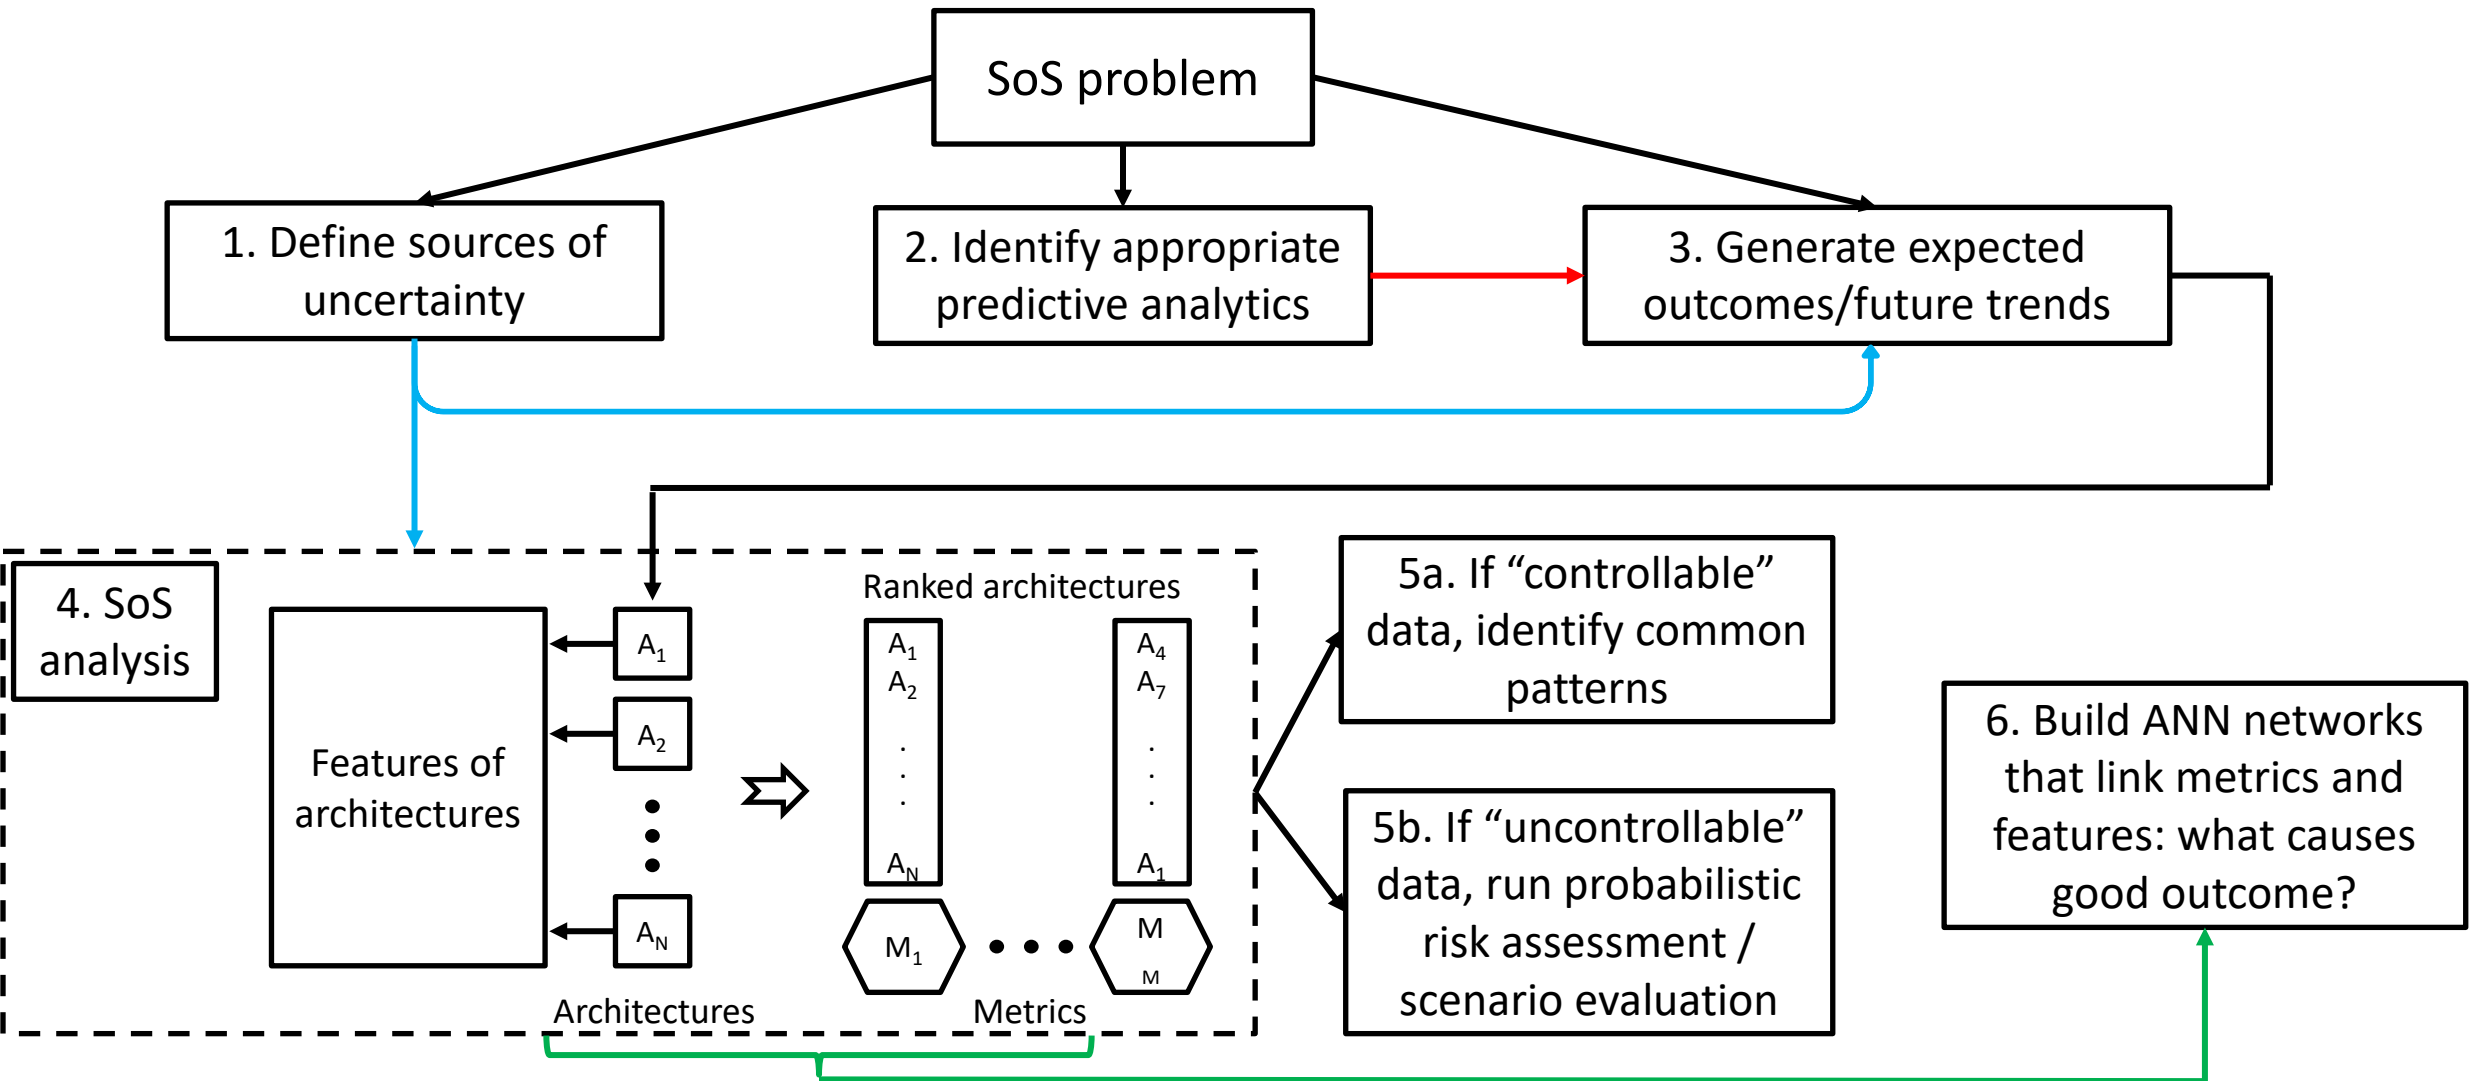 SoS problem
1. Define sources of
uncertainty
2. Identify appropriate
predictive analytics
3. Generate expected
outcomes/future trends
4. SoS
analysis
Features of
architectures
A1
A2
AN
Architectures
Ranked architectures
A1
A2
.
.
.
AN
A4
A7
.
.
.
A1
M1
M
M
Metrics
5a. If “controllable”
data, identify common
patterns
5b. If “uncontrollable”
data, run probabilistic
risk assessment /
scenario evaluation
6. Build ANN networks
that link metrics and
features: what causes
good outcome?